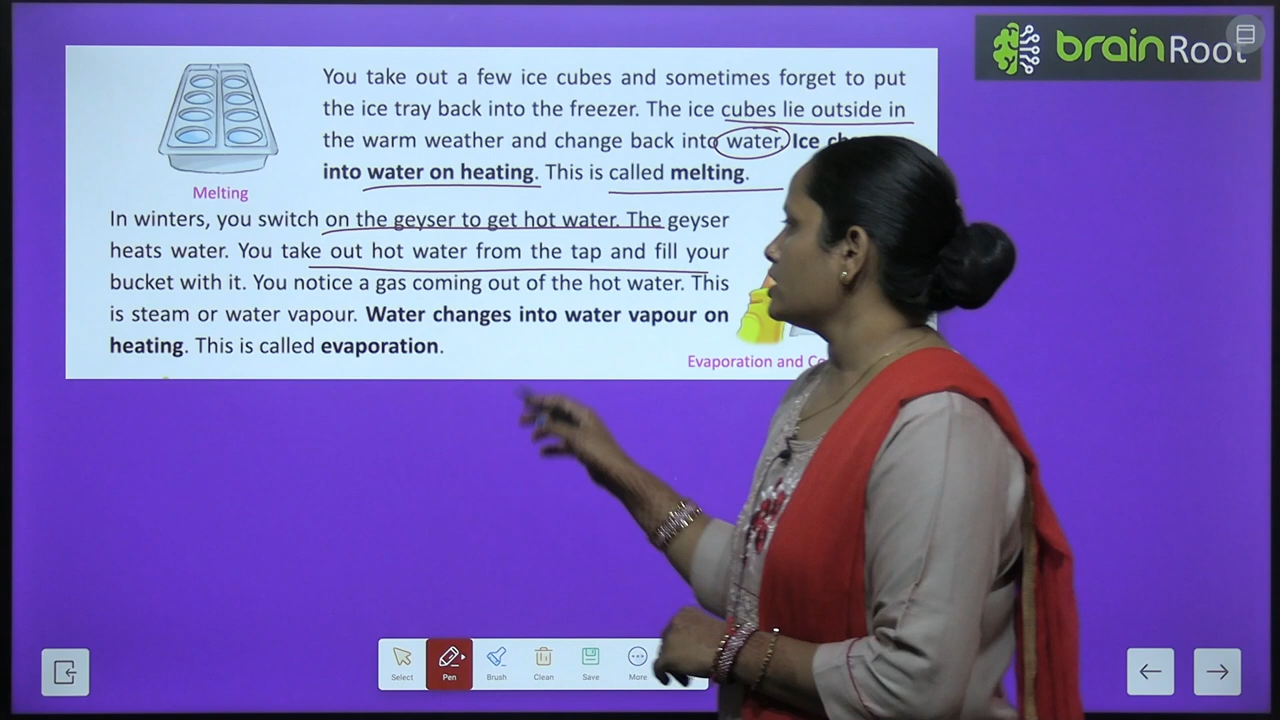 brainRoot
You take out a few ice cubes and sometimes forget to put
the ice tray back into the freezer. The ice cubes lie outside in
the warm weather and change back into water. Ice
into water on heating. This is called melting.
Melting
In winters, you switch on the geyser to get hot water. The geyser
heats water. You take out hot water from the tap and fill your
bucket with it. You notice a gas coming out of the hot water. This
is steam or water vapour. Water changes into water vapour on
heating. This is called evaporation.
Evaporation and
Select Pen Brush Clean Save More